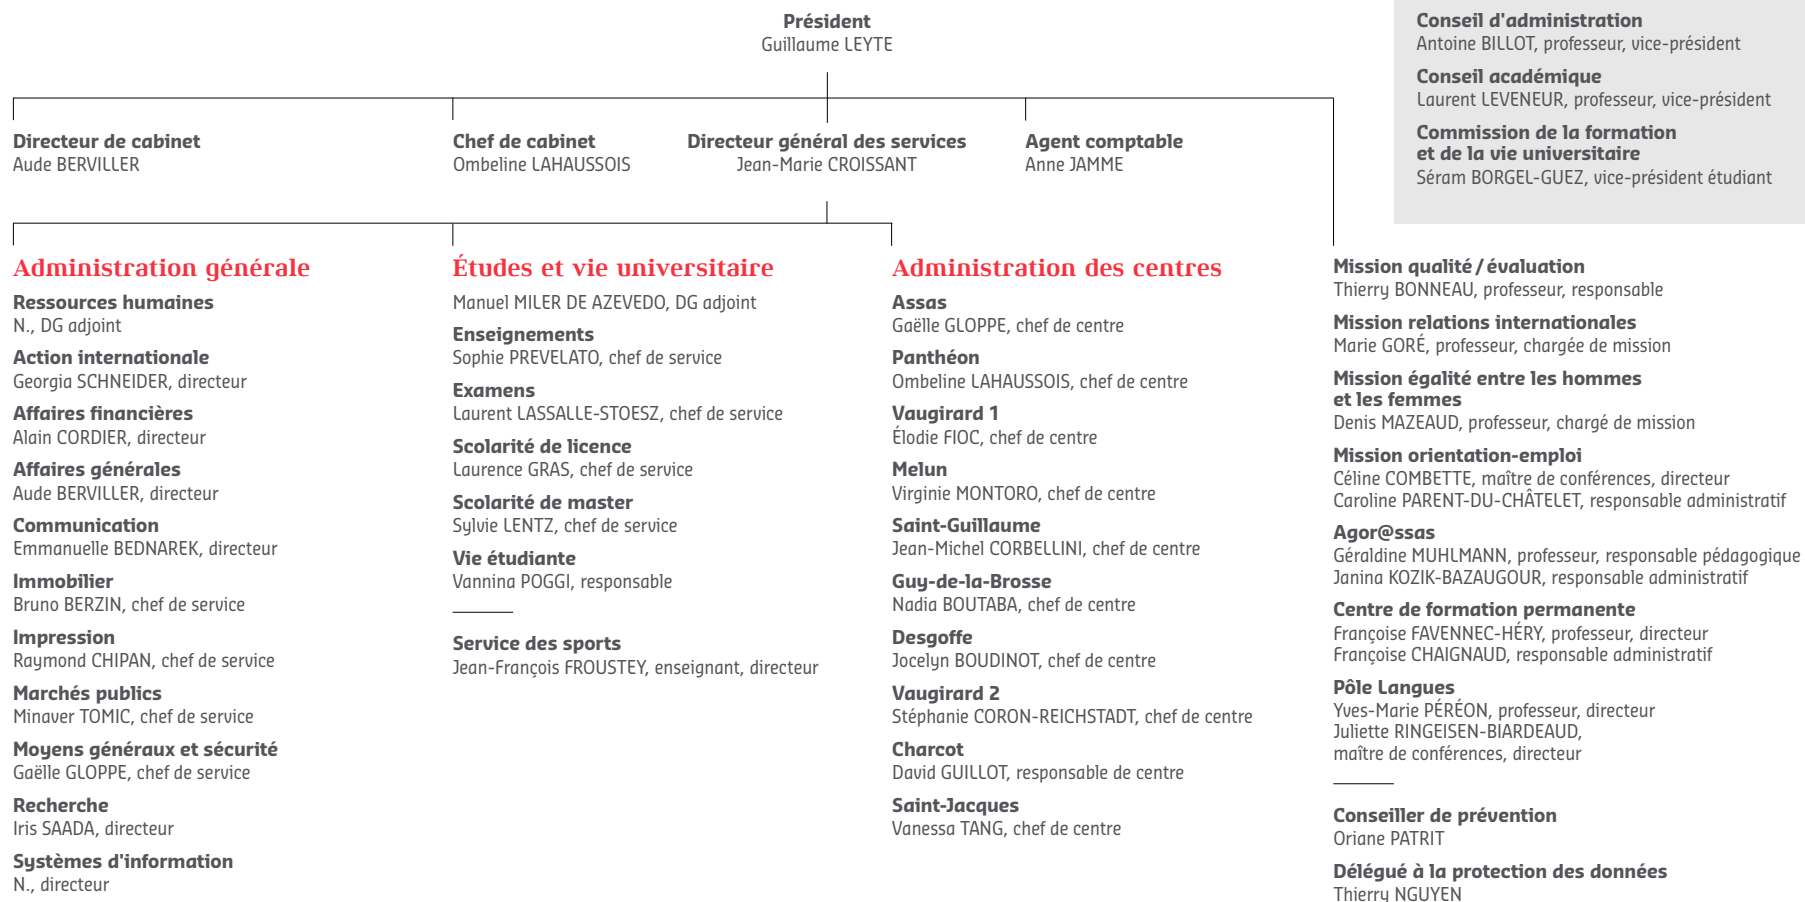 Président
Guillaume LEYTE
Conseil d'administration
Antoine BILLOT, professeur, vice-président
Conseil académique
Laurent LEVENEUR, professeur, vice-président
Commission de la formation
et de la vie universitaire
Séram BORGEL-GUEZ, vice-président étudiant
Directeur de cabinet
Aude BERVILLER
Chef de cabinet
Ombeline LAHAUSSOIS
Directeur général des services
Jean-Marie CROISSANT
Agent comptable
Anne JAMME
Administration générale
Ressources humaines
N., DG adjoint
Action internationale
Georgia SCHNEIDER, directeur
Affaires financières
Alain CORDIER, directeur
Affaires générales
Aude BERVILLER, directeur
Communication
Emmanuelle BEDNAREK, directeur
Immobilier
Bruno BERZIN, chef de service
Impression
Raymond CHIPAN, chef de service
Marchés publics
Minaver TOMIC, chef de service
Moyens généraux et sécurité
Gaëlle GLOPPE, chef de service
Recherche
Iris SAADA, directeur
Systèmes d'information
N., directeur
Études et vie universitaire
Manuel MILER DE AZEVEDO, DG adjoint
Enseignements
Sophie PREVELATO, chef de service
Examens
Laurent LASSALLE-STOESZ, chef de service
Scolarité de licence
Laurence GRAS, chef de service
Scolarité de master
Sylvie LENTZ, chef de service
Vie étudiante
Vannina POGGI, responsable
Service des sports
Jean-François FROUSTEY, enseignant, directeur
Administration des centres
Assas
Gaëlle GLOPPE, chef de centre
Panthéon
Ombeline LAHAUSSOIS, chef de centre
Vaugirard 1
Élodie FIOC, chef de centre
Melun
Virginie MONTORO, chef de centre
Saint-Guillaume
Jean-Michel CORBELLINI, chef de centre
Guy-de-la-Brosse
Nadia BOUTABA, chef de centre
Desgoffe
Jocelyn BOUDINOT, chef de centre
Vaugirard 2
Stéphanie CORON-REICHSTADT, chef de centre
Charcot
David GUILLOT, responsable de centre
Saint-Jacques
Vanessa TANG, chef de centre
Mission qualité / évaluation
Thierry BONNEAU, professeur, responsable
Mission relations internationales
Marie GORÉ, professeur, chargée de mission
Mission égalité entre les hommes
et les femmes
Denis MAZEAUD, professeur, chargé de mission
Mission orientation-emploi
Céline COMBETTE, maître de conférences, directeur
Caroline PARENT-DU-CHÂTELET, responsable administratif
Agor@ssas
Géraldine MUHLMANN, professeur, responsable pédagogique
Janina KOZIK-BAZAUGOUR, responsable administratif
Centre de formation permanente
Françoise FAVENNEC-HÉRY, professeur, directeur
Françoise CHAIGNAUD, responsable administratif
Pôle Langues
Yves-Marie PÉRÉON, professeur, directeur
Juliette RINGEISEN-BIARDEAUD,
maître de conférences, directeur
Conseiller de prévention
Oriane PATRIT
Délégué à la protection des données
Thierry NGUYEN